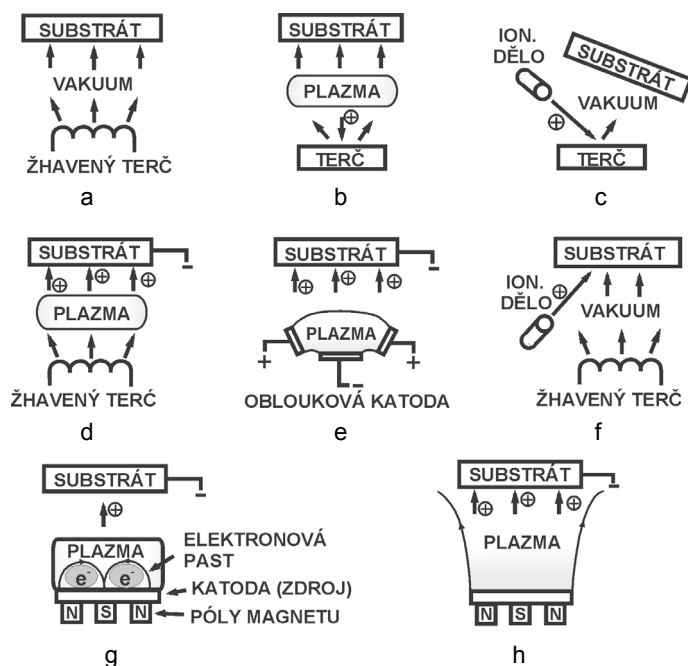 SUBSTRÁT
VAKUUM
ŽHAVENÝ TERČ
a
SUBSTRÁT
PLAZMA
⊕
TERČ
b
ION.
DĚLO
SUBSTRÁT
VAKUUM
⊕
TERČ
c
SUBSTRÁT
–
⊕ ⊕ ⊕
PLAZMA
ŽHAVENÝ TERČ
d
SUBSTRÁT
–
⊕ ⊕ ⊕
PLAZMA
+ +
–
OBLOUKOVÁ KATODA
e
SUBSTRÁT
ION.
DĚLO
⊕
VAKUUM
ŽHAVENÝ TERČ
f
SUBSTRÁT
–
⊕
PLAZMA
e- e-
ELEKTRONOVÁ
PAST
KATODA (ZDROJ)
N S N
PÓLY MAGNETU
g
SUBSTRÁT
–
⊕ ⊕ ⊕
PLAZMA
N S N
h